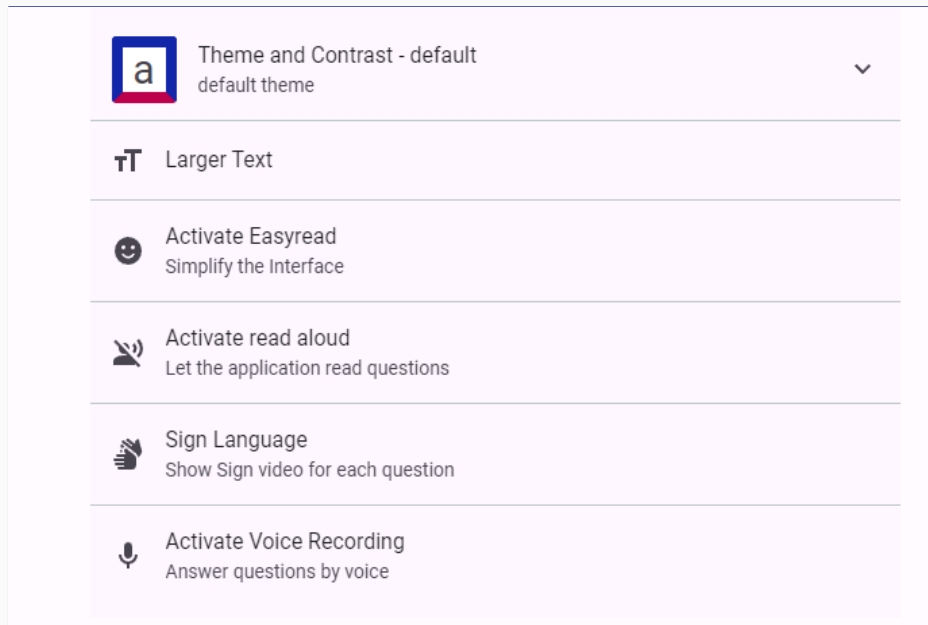 a
Theme and Contrast - default
default theme
Larger Text
Activate Easyread
Simplify the Interface
Activate read aloud
Let the application read questions
Sign Language
Show Sign video for each question
Activate Voice Recording
Answer questions by voice